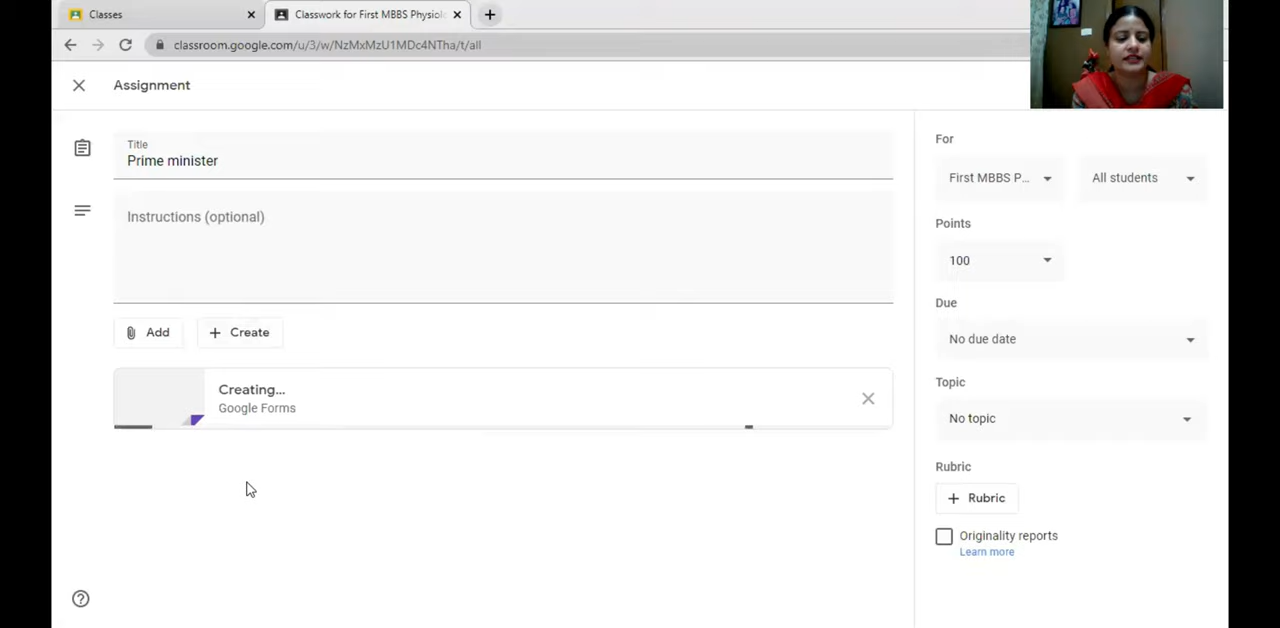 Classes
Classwork for First MBBS Physiolo
classroom.google.com/u/3/w/NzMxMzU1MDc4NTha/t/all
Assignment
Title
Prime minister
Instructions (optional)
Add
Create
Creating...
Google Forms
For
First MBBS P...
All students
Points
100
Due
No due date
Topic
No topic
Rubric
Rubric
Originality reports
Learn more